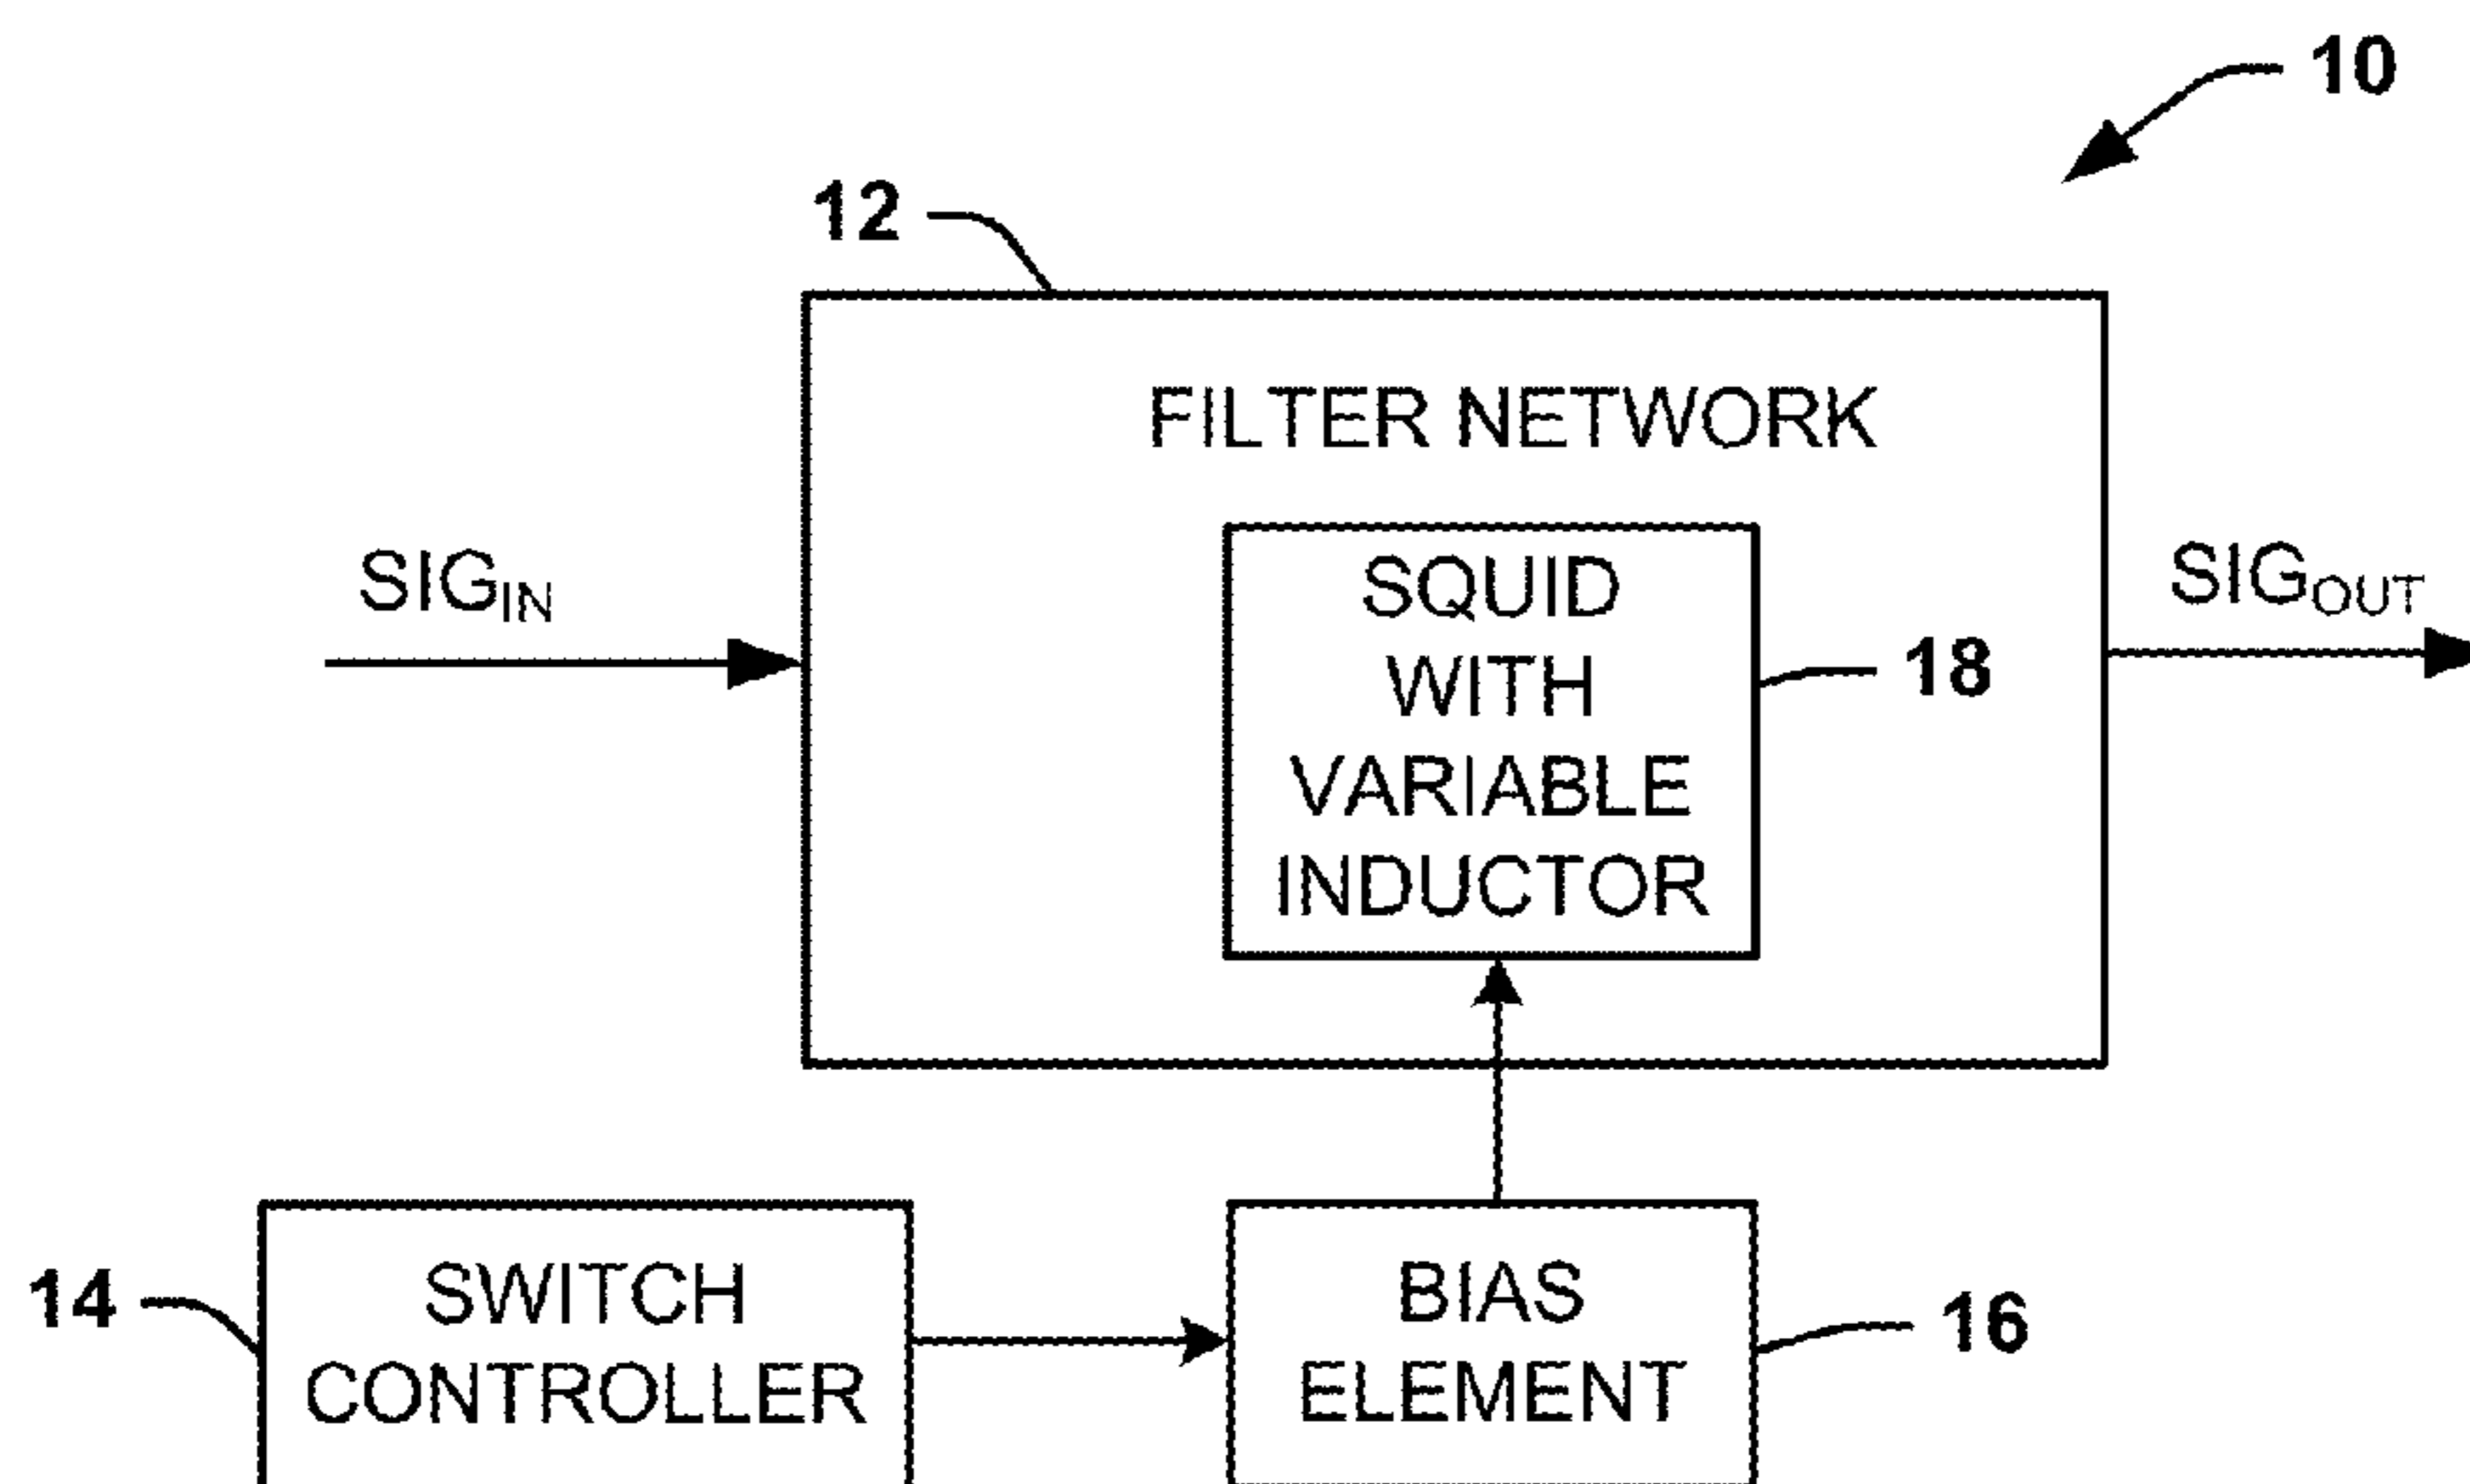 10
12
FILTER NETWORK
SIGIN
SQUID
WITH
VARIABLE
INDUCTOR
18
SIGOUT
14
SWITCH
CONTROLLER
BIAS
ELEMENT
16